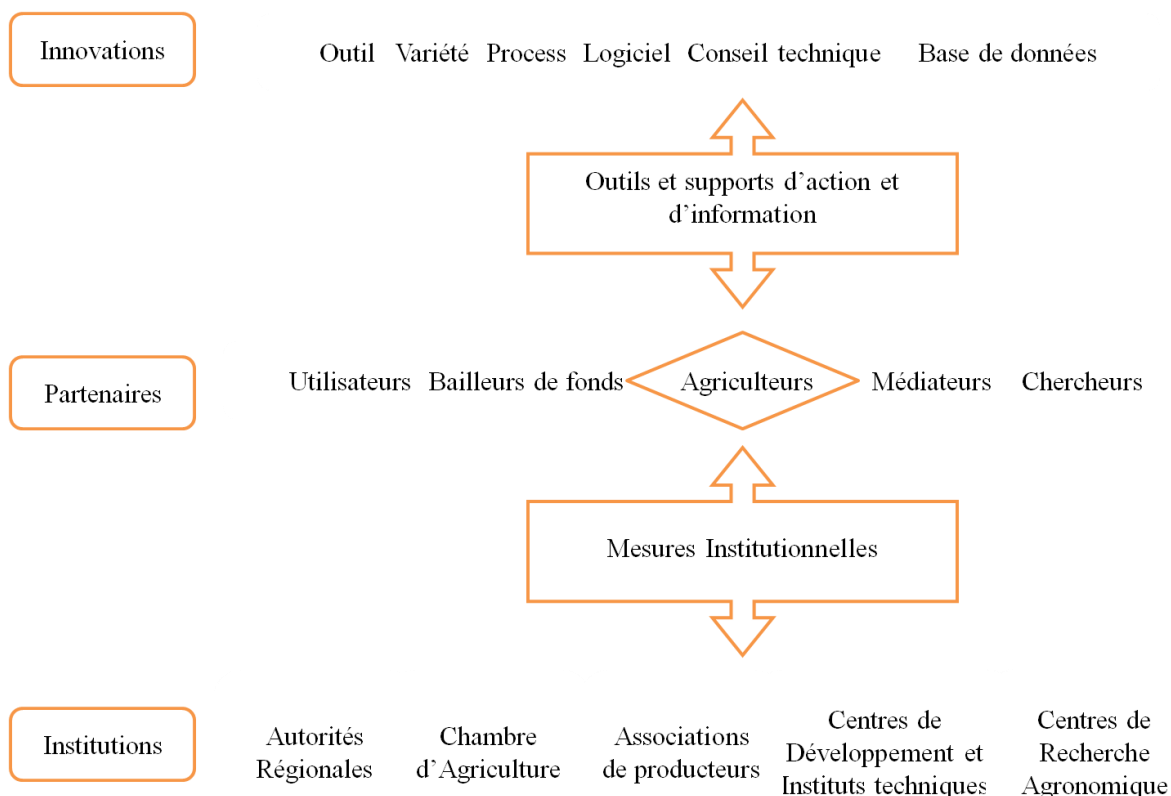 Innovations
Outil Variété Process Logiciel Conseil technique Base de données
Outils et supports d’action et
d’information
Partenaires
Utilisateurs Bailleurs de fonds Agriculteurs Médiateurs Chercheurs
Mesures Institutionnelles
Institutions
Autorités
Régionales
Chambre
d’Agriculture
Associations
de producteurs
Centres de
Développement et
Instituts techniques
Centres de
Recherche
Agronomique